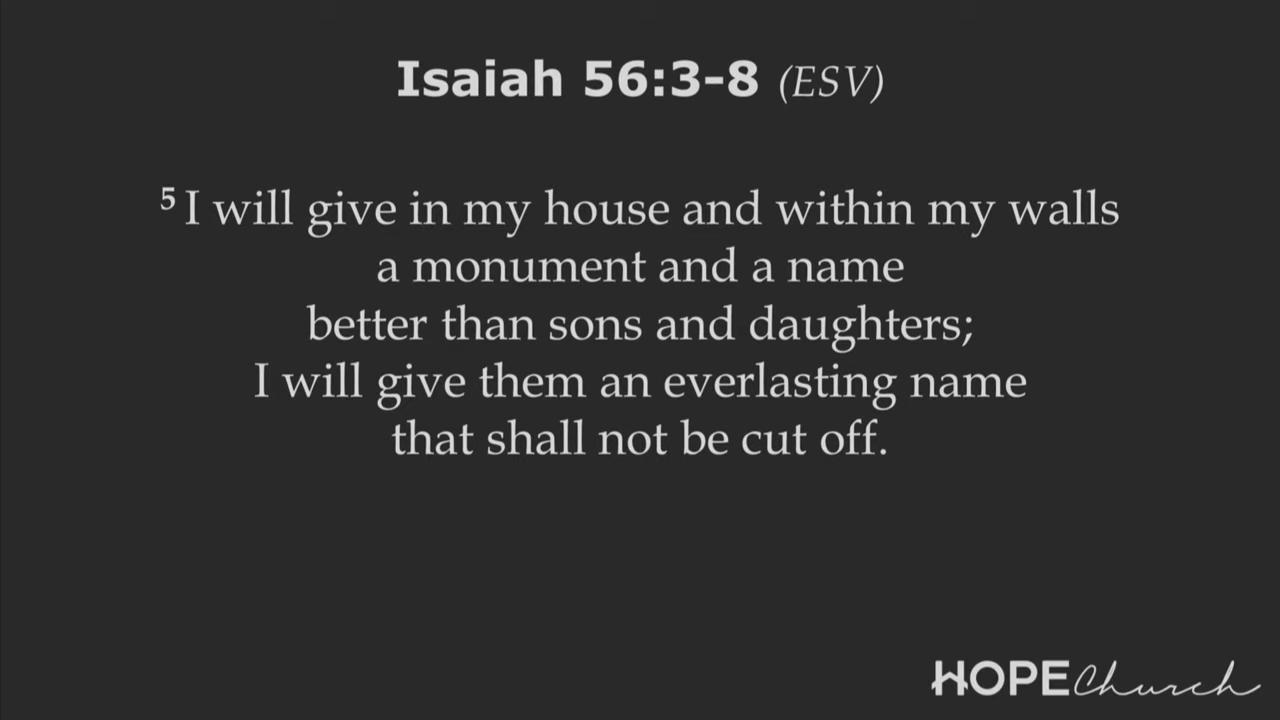 Isaiah 56:3-8 (ESV)
5 I will give in my house and within my walls
a monument and a name
better than sons and daughters;
I will give them an everlasting name
that shall not be cut off.
HOPE Church